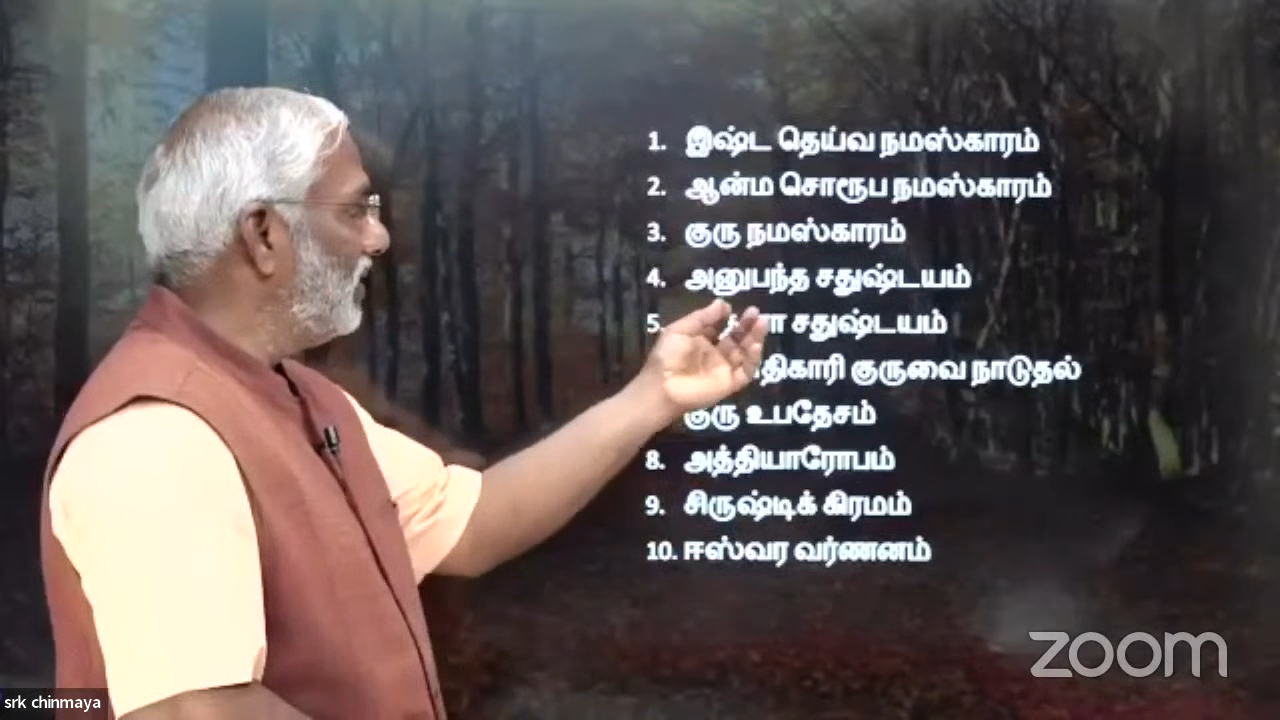 1. இஷ்ட தெய்வ நமஸ்காரம்
2. ஆன்ம சொரூப நமஸ்காரம்
3. குரு நமஸ்காரம்
4. அனுபந்த சதுஷ்டயம்
5. சதுஷ்டயம்
குருவை நாடுதல்
குரு உபதேசம்
8. அத்தியாரோபம்
9. சிருஷ்டிக் கிரமம்
10. ஈஸ்வர வர்ணனம்
zoom
srk chinmaya